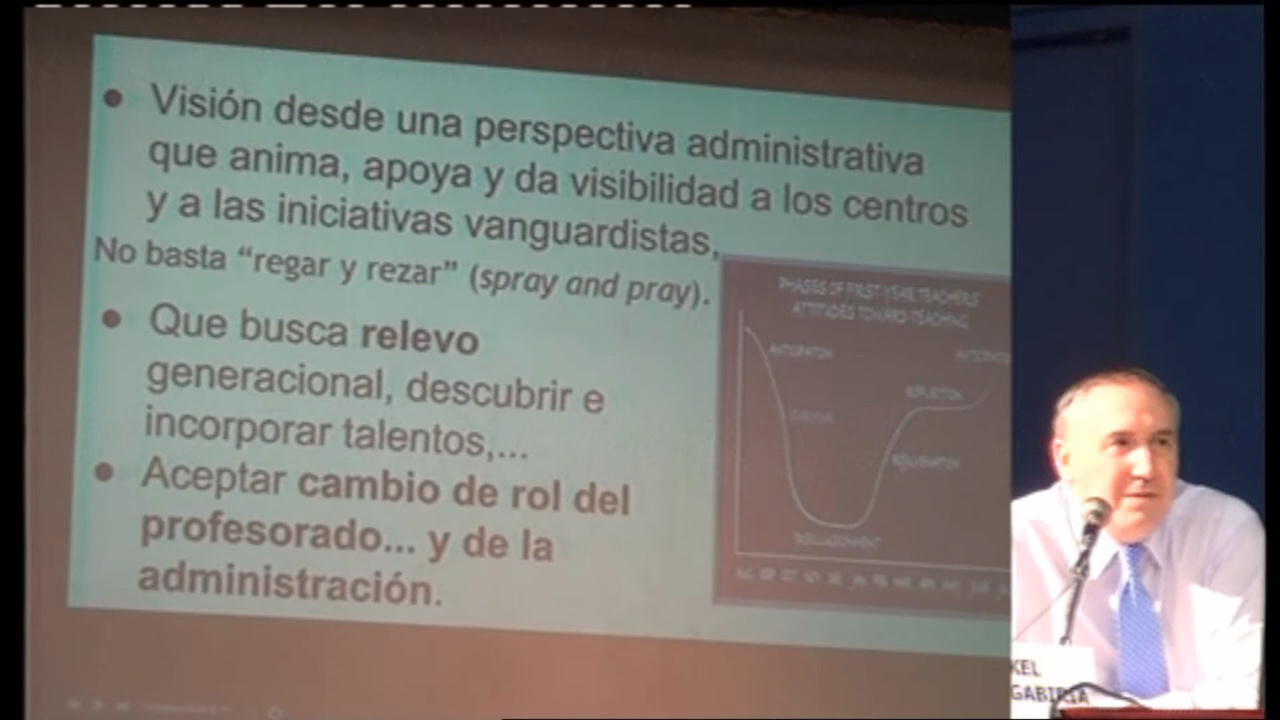 • Visión desde una perspectiva administrativa
que anima, apoya y da visibilidad a los centros
y a las iniciativas vanguardistas,
No basta “regar y rezar” (spray and pray).
• Que busca relevo
generacional, descubrir e
incorporar talentos,...
• Aceptar cambio de rol del
profesorado... y de la
administración.
PHASES OF FIRST YEAR TEACHERS'
ATTITUDES TOWARD TEACHING
ANTICIPATION
SURVIVAL
DISILLUSIONMENT
REJUVENATION
REFLECTION
KEL
GABIRIA